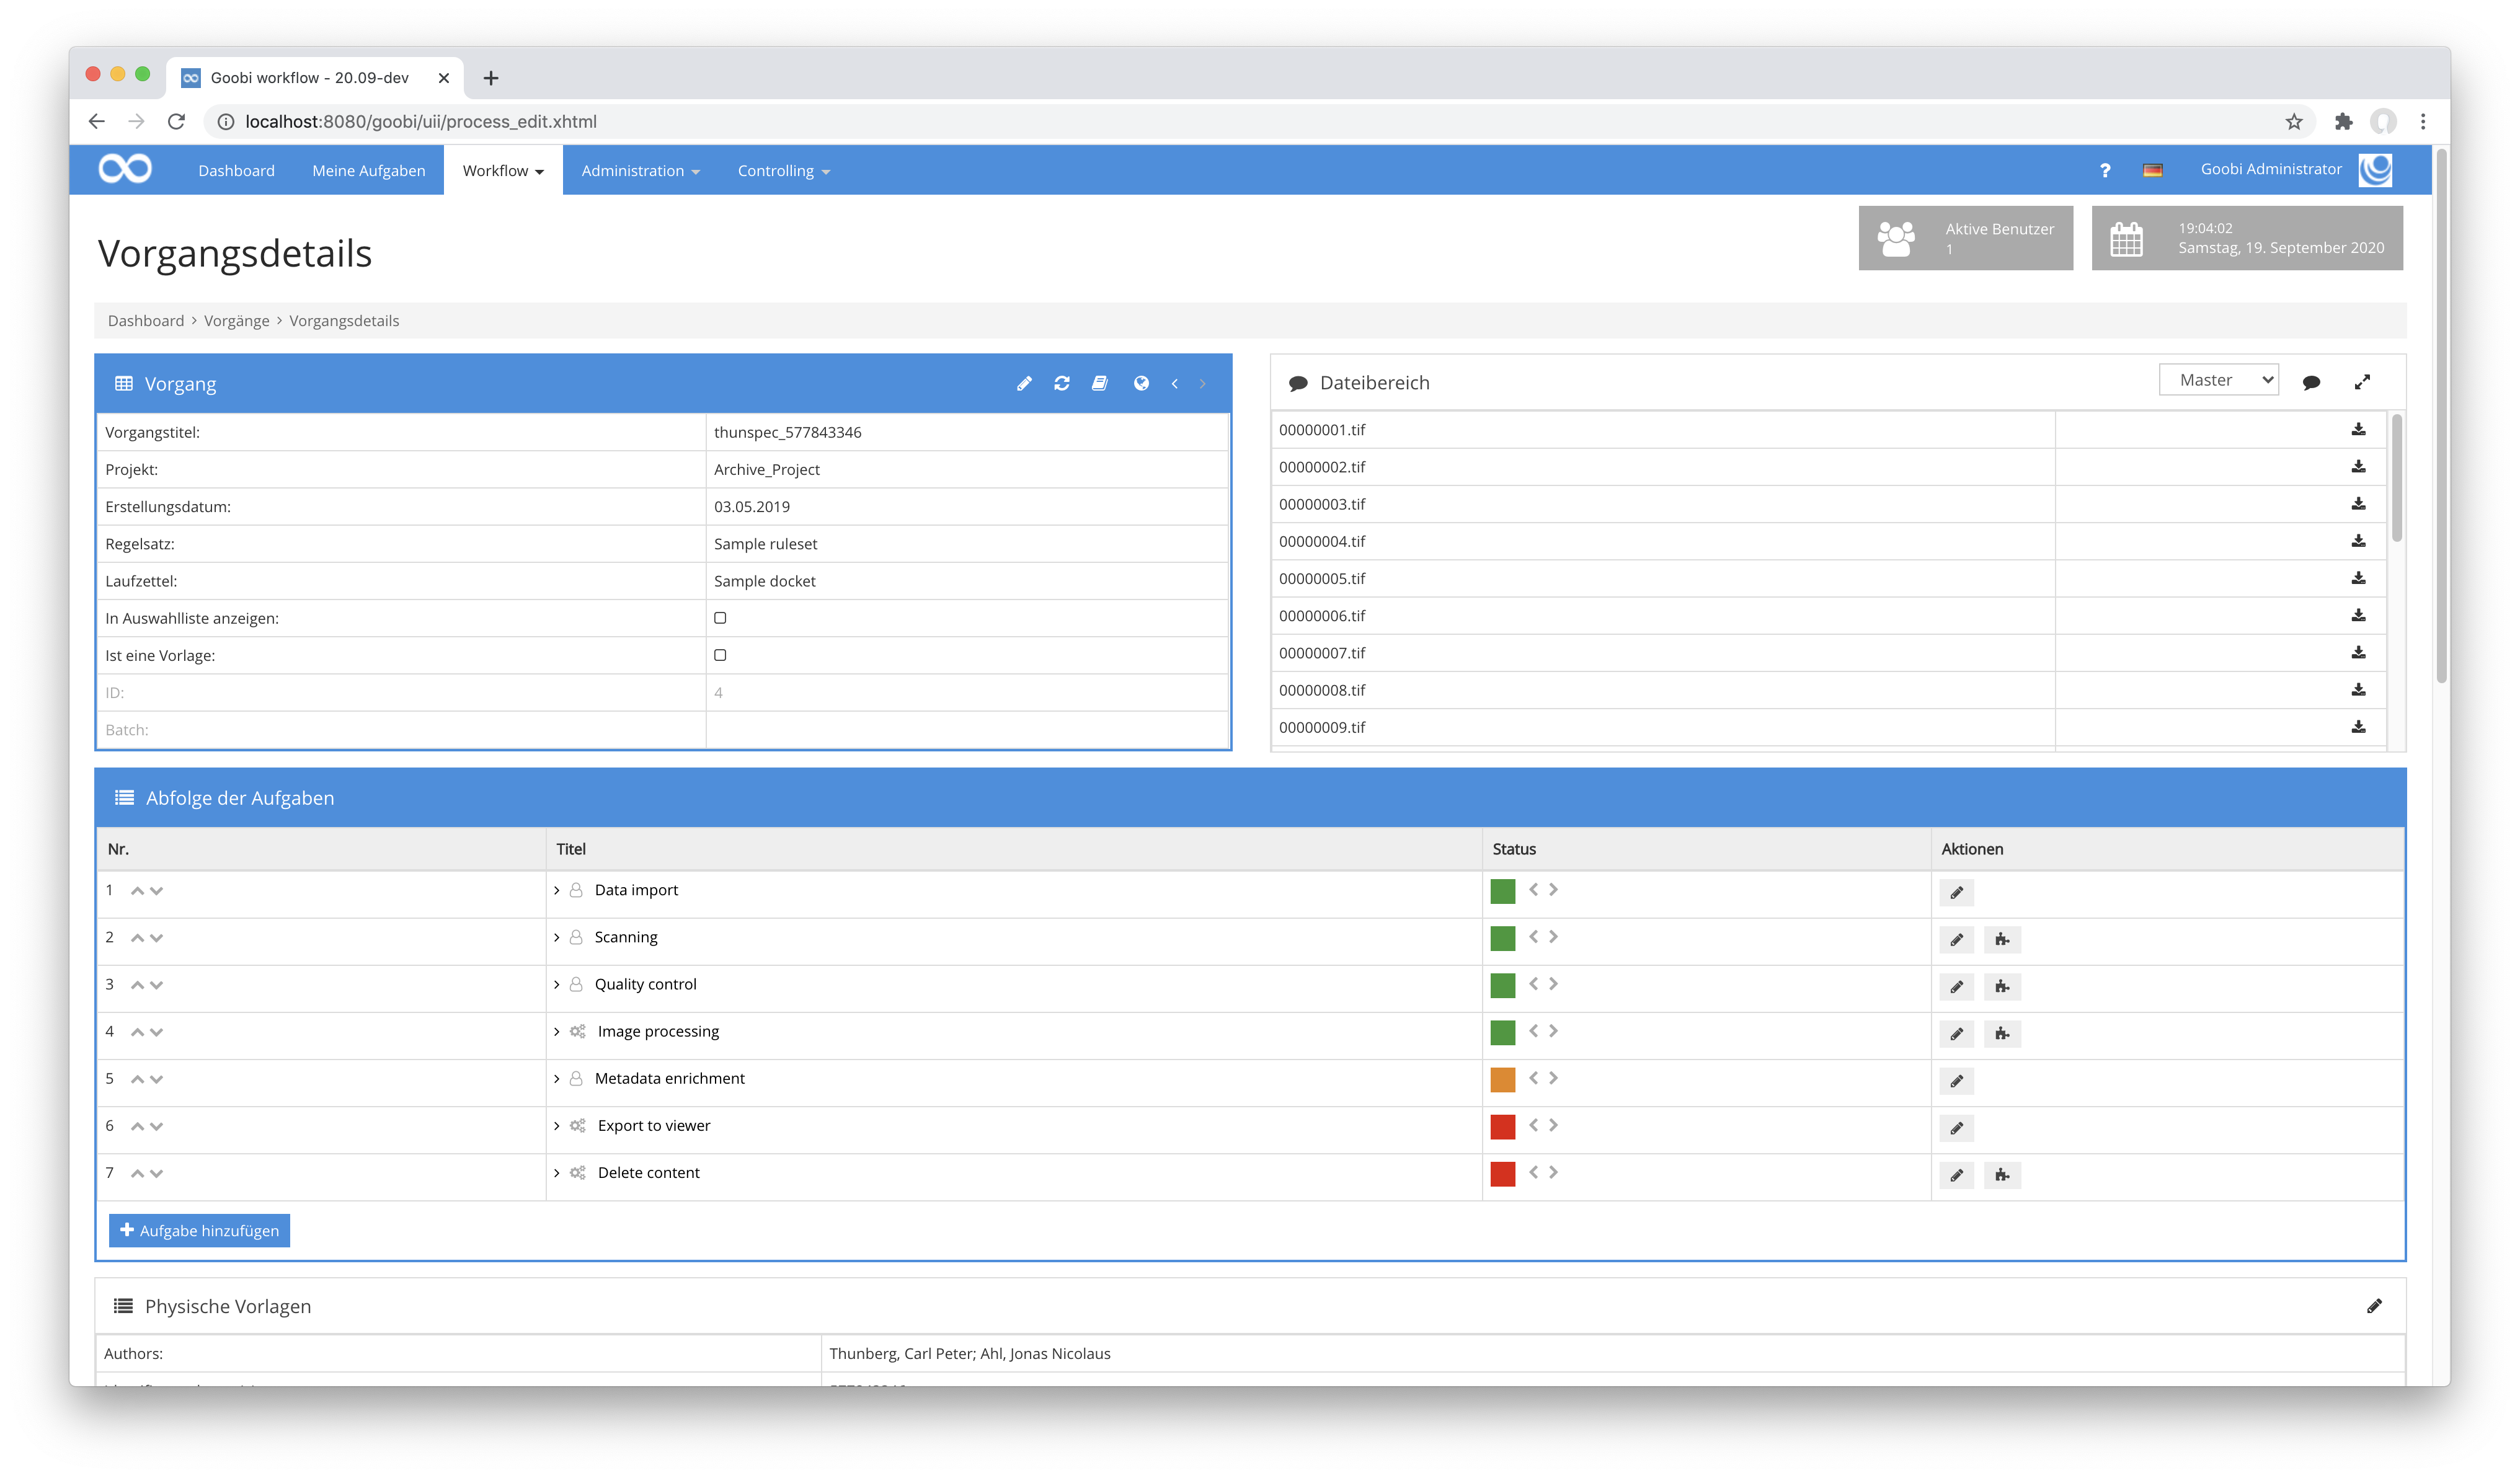 Goobi workflow - 20.09-dev
localhost:8080/goobi/uii/process_edit.xhtml
Dashboard Meine Aufgaben Workflow Administration Controlling ? Goobi Administrator
Vorgangsdetails
Aktive Benutzer
1
19:04:02
Samstag, 19. September 2020
Dashboard > Vorgänge > Vorgangsdetails
Vorgang
Vorgangstitel: thunspec_577843346
Projekt: Archive_Project
Erstellungsdatum: 03.05.2019
Regelsatz: Sample ruleset
Laufzettel: Sample docket
In Auswahlliste anzeigen:
Ist eine Vorlage:
ID: 4
Batch:
Dateibereich Master
00000001.tif
00000002.tif
00000003.tif
00000004.tif
00000005.tif
00000006.tif
00000007.tif
00000008.tif
00000009.tif
Abfolge der Aufgaben
Nr. Titel Status Aktionen
1 Data import
2 Scanning
3 Quality control
4 Image processing
5 Metadata enrichment
6 Export to viewer
7 Delete content
Aufgabe hinzufügen
Physische Vorlagen
Authors: Thunberg, Carl Peter; Ahl, Jonas Nicolaus